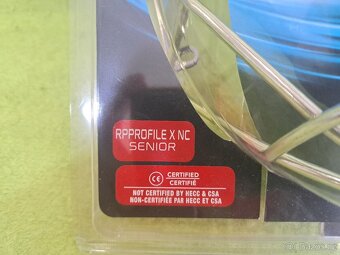 RPPROFILE X NC
SENIOR
CE CERTIFIED
CERTIFIÉ
NOT CERTIFIED BY HECC & CSA
NON-CERTIFIÉE PAR HECC ET CSA